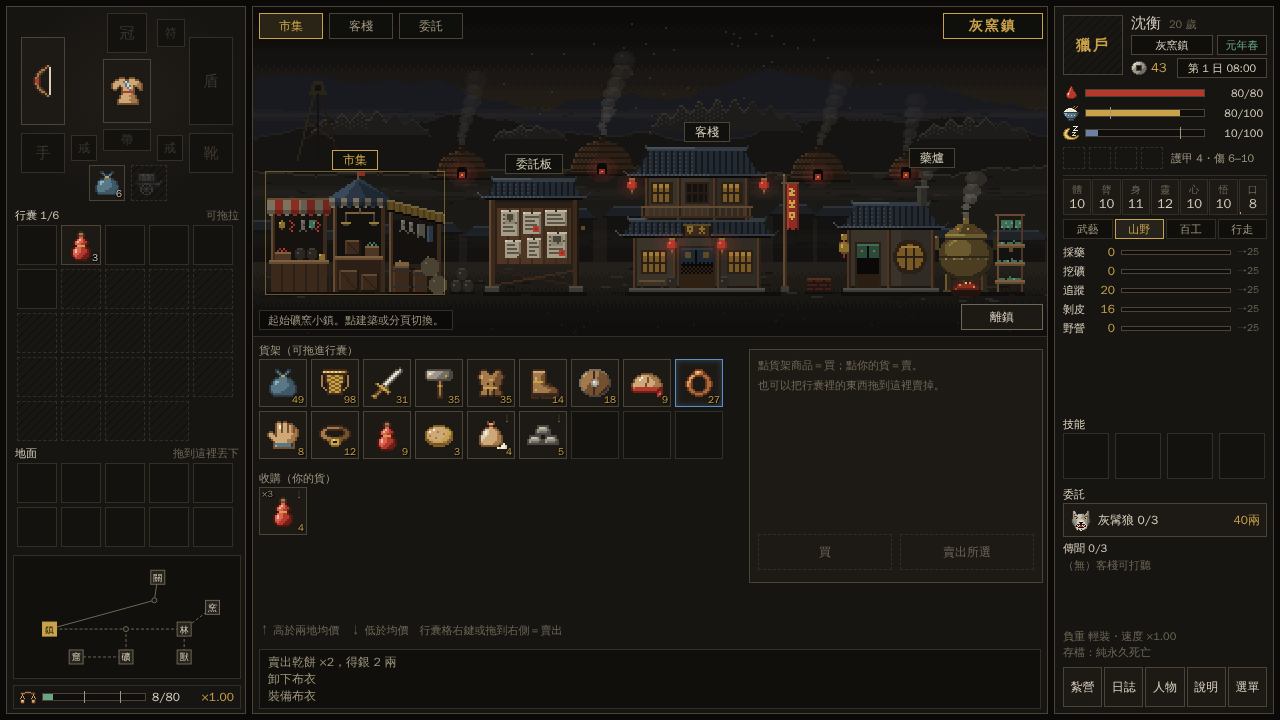 冠
符
盾
手
戒
帶
戒
靴
6
行囊 1/6
可拖拉
3
地面
拖到這裡丟下
關
窯
鎮
林
窟
礦
獸
8/80
×1.00
市集
客棧
委託
灰窯鎮
市集
委託板
客棧
藥爐
起始礦窯小鎮。點建築或分頁切換。
離鎮
貨架（可拖進行囊）
49
98
31
35
35
14
18
9
27
8
12
9
3
↓
4
↓
5
收購（你的貨）
×3
↓
4
點貨架商品＝買；點你的貨＝賣。
也可以把行囊裡的東西拖到這裡賣掉。
買
賣出所選
↑ 高於兩地均價 ↓ 低於均價 行囊格右鍵或拖到右側＝賣出
賣出乾餅 ×2，得銀 2 兩
卸下布衣
裝備布衣
獵戶
沈衡 20 歲
灰窯鎮
元年春
43
第 1 日 08:00
80/80
80/100
10/100
護甲 4・傷 6–10
體 膂 身 靈 心 悟 口
10 10 11 12 10 10 8
武藝
山野
百工
行走
採藥 0 →25
挖礦 0 →25
追蹤 20 →25
剝皮 16 →25
野營 0 →25
技能
委託
灰髯狼 0/3
40兩
傳聞 0/3
（無）客棧可打聽
負重 輕裝・速度 ×1.00
存檔：純永久死亡
紮營
日誌
人物
說明
選單